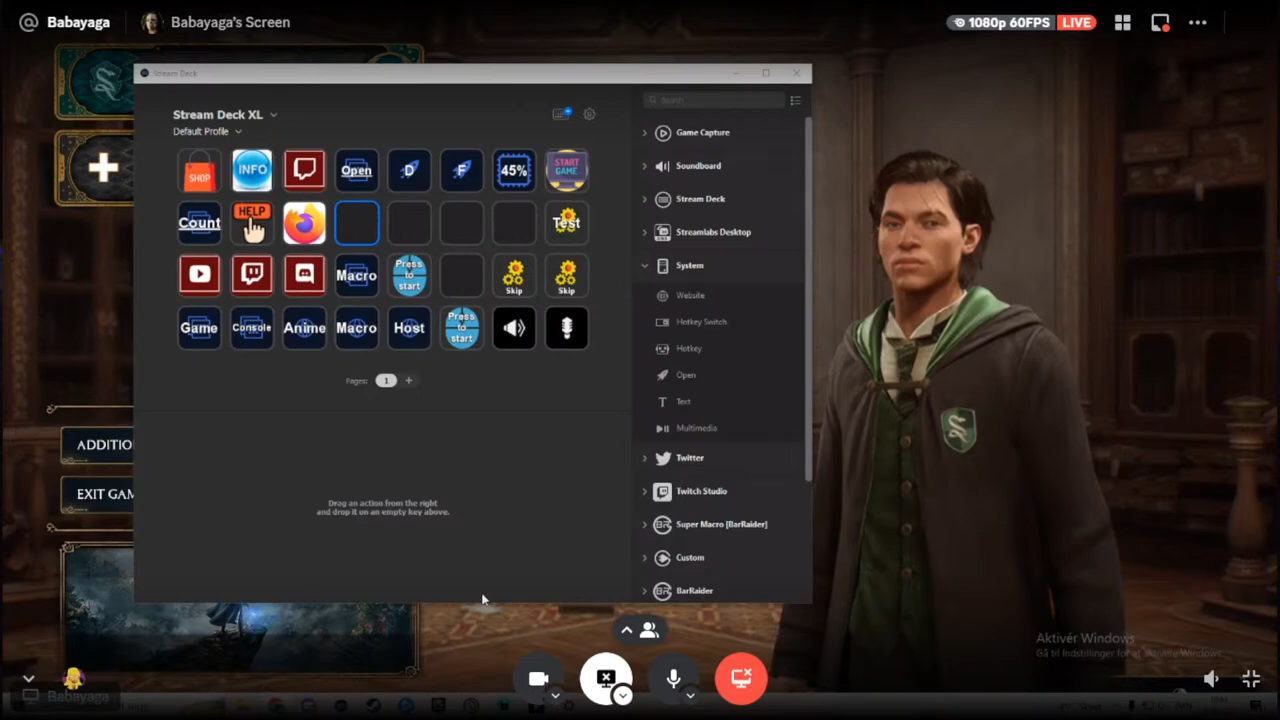 Babayaga
Babayaga's Screen
1080p 60FPS
LIVE
Stream Deck
Stream Deck XL
Default Profile
Search
SHOP
INFO
Open
D
F
45%
START GAME
Count
HELP
Test
Macro
Press to start
Skip
Skip
Game
Console
Anime
Macro
Host
Press to start
Pages:
1
+
Drag an action from the right
and drop it on an empty key above.
Game Capture
Soundboard
Stream Deck
Streamlabs Desktop
System
Website
Hotkey Switch
Hotkey
Open
Text
Multimedia
Twitter
Twitch Studio
Super Macro [BarRaider]
Custom
BarRaider
ADDITIO
EXIT GAM
Aktivér Windows
Gå til Indstillinger for at aktivere Windows.
Babayaga